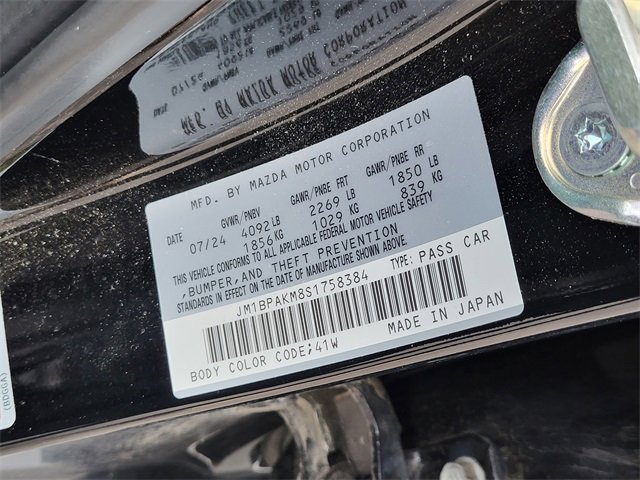 MFD. BY MAZDA MOTOR CORPORATION
DATE GVWR/PNBV GAWR/PNBE FRT GAWR/PNBE RR
07/24 4092LB 2269 LB 1850 LB
1856KG 1029 KG 839 KG
THIS VEHICLE CONFORMS TO ALL APPLICABLE FEDERAL MOTOR VEHICLE SAFETY
,BUMPER,AND THEFT PREVENTION
STANDARDS IN EFFECT ON THE DATE OF MANUFACTURE SHOWN ABOVE.
JM1BPAKM8S1758384 TYPE: PASS CAR
BODY COLOR CODE;41W MADE IN JAPAN
(BDGGA)